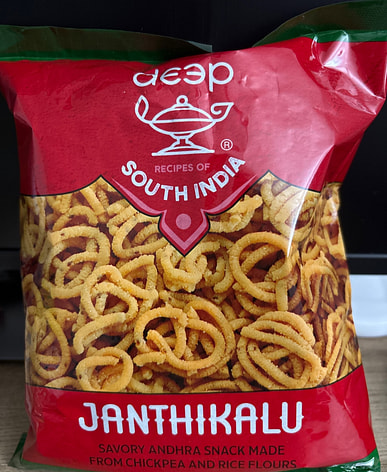 deep
®
RECIPES OF
SOUTH INDIA
JANTHIKALU
SAVORY ANDHRA SNACK MADE
FROM CHICKPEA AND RICE FLOURS